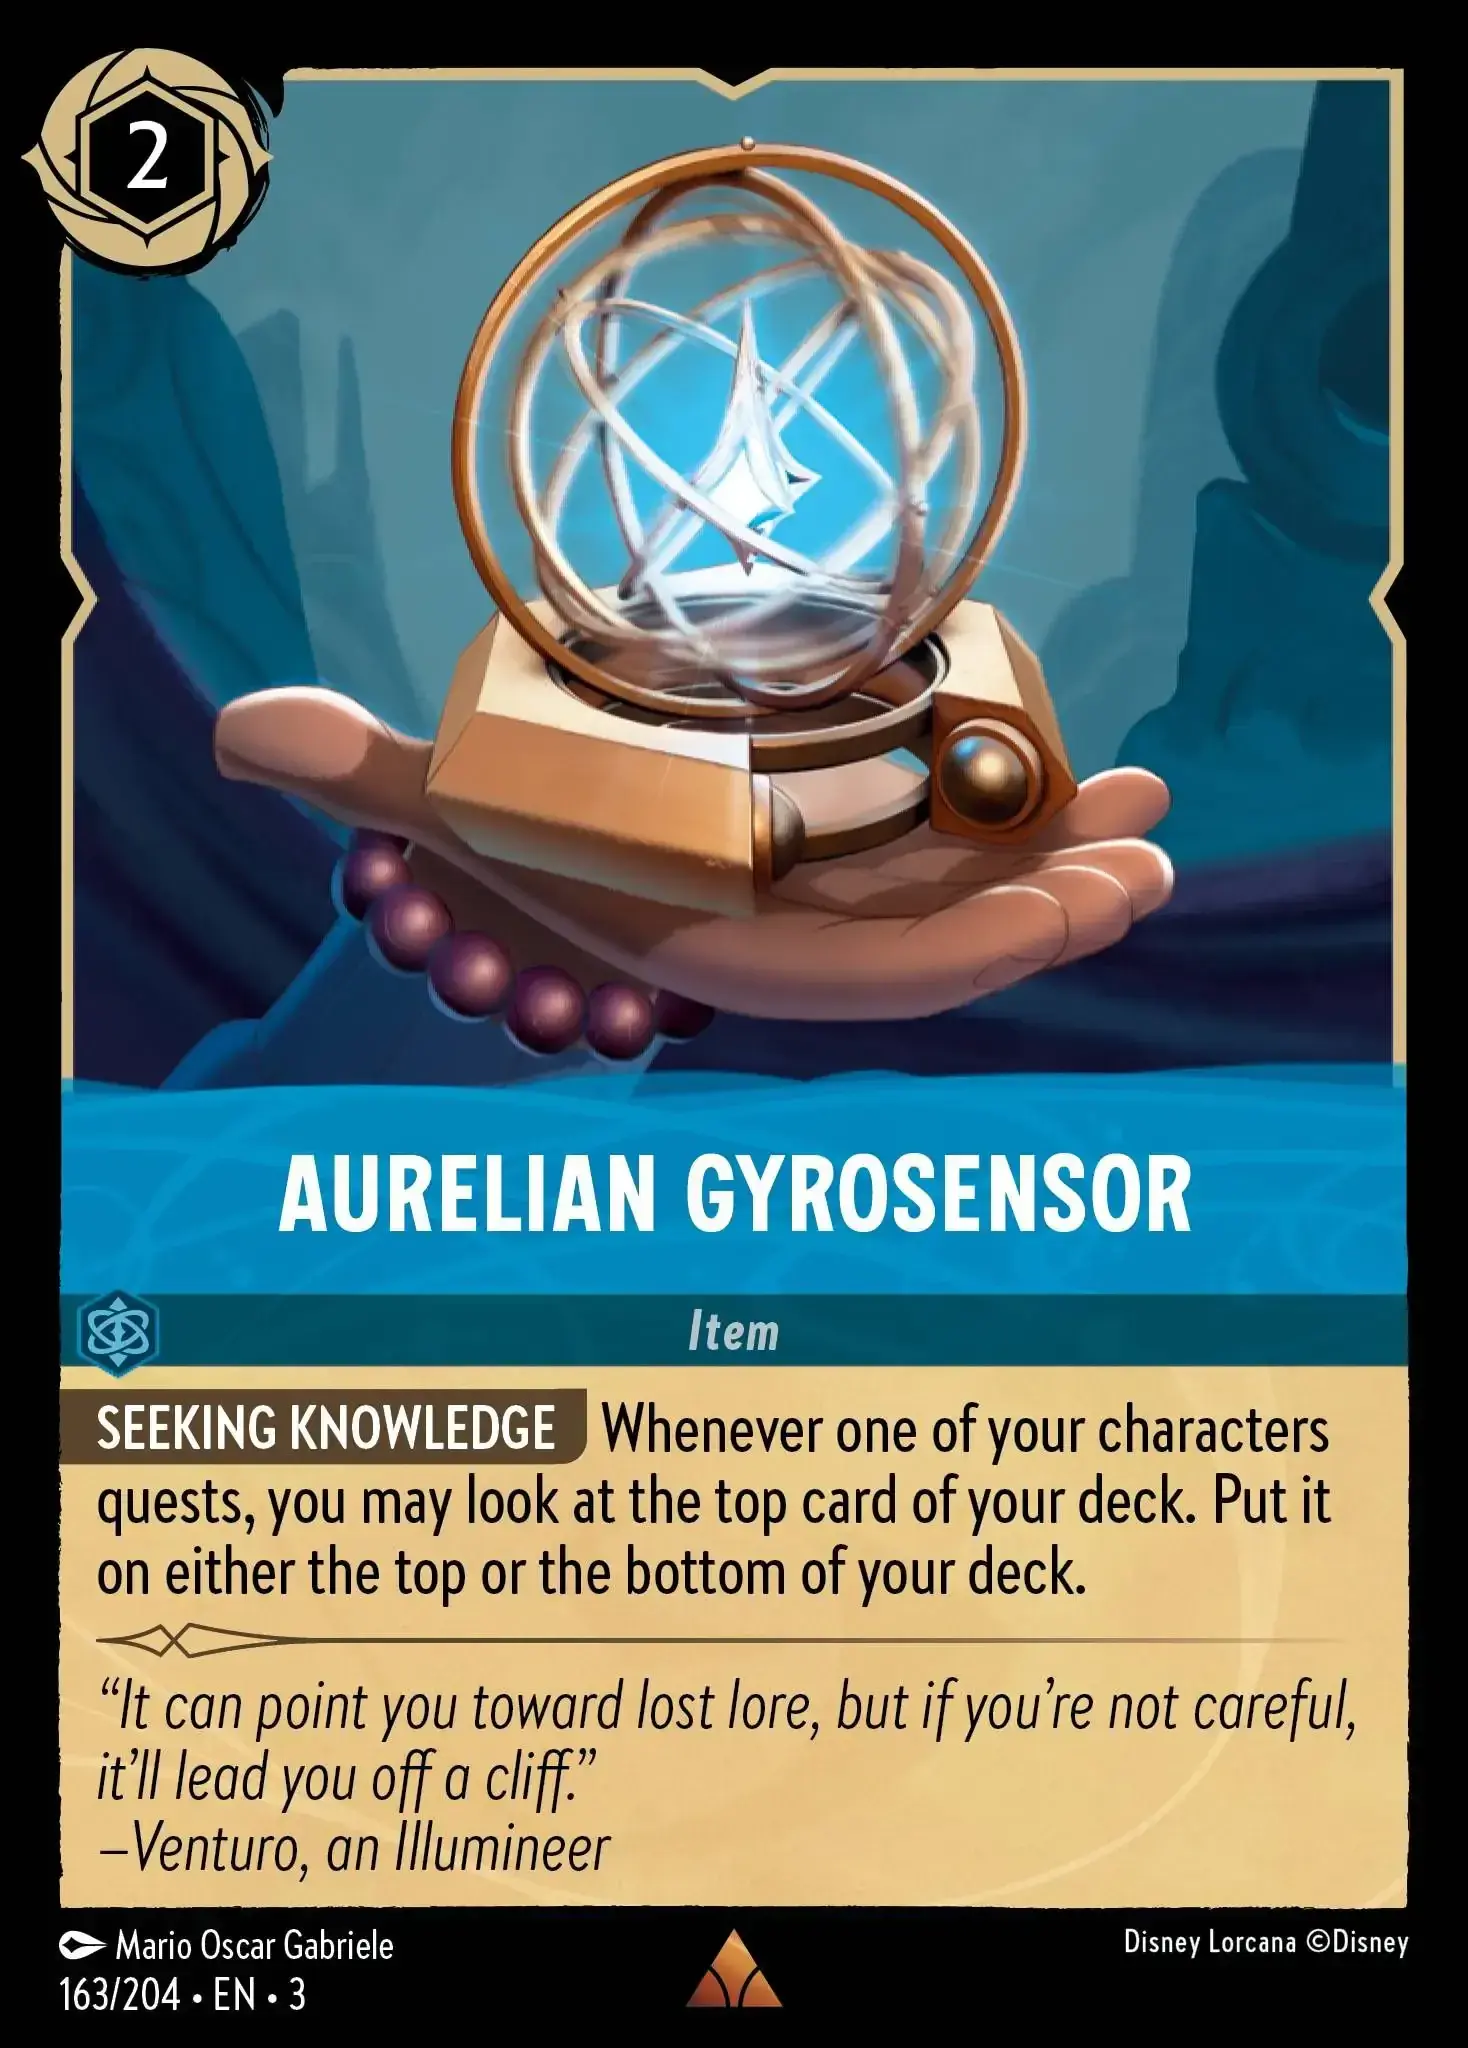 2
AURELIAN GYROSENSOR
Item
SEEKING KNOWLEDGE Whenever one of your characters
quests, you may look at the top card of your deck. Put it
on either the top or the bottom of your deck.
“It can point you toward lost lore, but if you’re not careful,
it’ll lead you off a cliff.”
–Venturo, an Illumineer
Mario Oscar Gabriele
Disney Lorcana ©Disney
163/204 • EN • 3